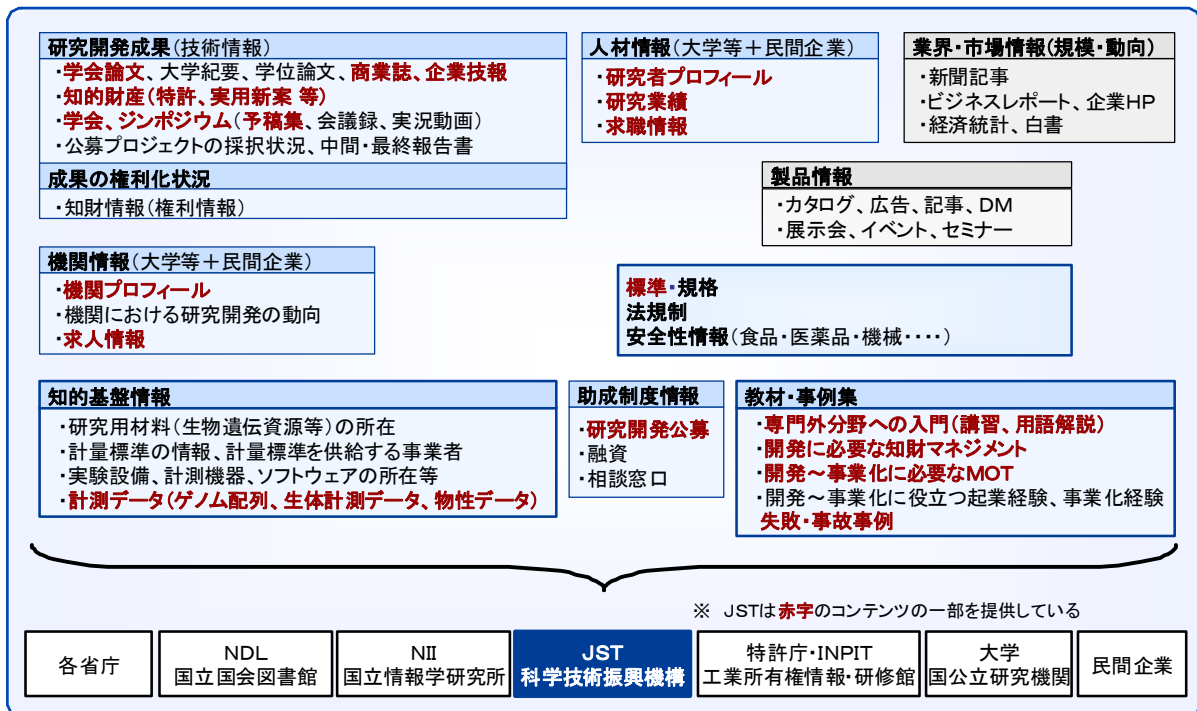 研究開発成果(技術情報)
・学会論文、大学紀要、学位論文、商業誌、企業技報
・知的財産(特許、実用新案 等)
・学会、ジンポジウム(予稿集、会議録、実況動画)
・公募プロジェクトの採択状況、中間・最終報告書
成果の権利化状況
・知財情報(権利情報)
人材情報(大学等+民間企業)
・研究者プロフィール
・研究業績
・求職情報
業界・市場情報(規模・動向)
・新聞記事
・ビジネスレポート、企業HP
・経済統計、白書
製品情報
・カタログ、広告、記事、DM
・展示会、イベント、セミナー
機関情報(大学等+民間企業)
・機関プロフィール
・機関における研究開発の動向
・求人情報
標準・規格
法規制
安全性情報(食品・医薬品・機械・・・・)
知的基盤情報
・研究用材料(生物遺伝資源等)の所在
・計量標準の情報、計量標準を供給する事業者
・実験設備、計測機器、ソフトウェアの所在等
・計測データ(ゲノム配列、生体計測データ、物性データ)
助成制度情報
・研究開発公募
・融資
・相談窓口
教材・事例集
・専門外分野への入門(講習、用語解説)
・開発に必要な知財マネジメント
・開発~事業化に必要なMOT
・開発~事業化に役立つ起業経験、事業化経験
失敗・事故事例
※ JSTは赤字のコンテンツの一部を提供している
各省庁
NDL
国立国会図書館
NII
国立情報学研究所
JST
科学技術振興機構
特許庁・INPIT
工業所有権情報・研修館
大学
国公立研究機関
民間企業